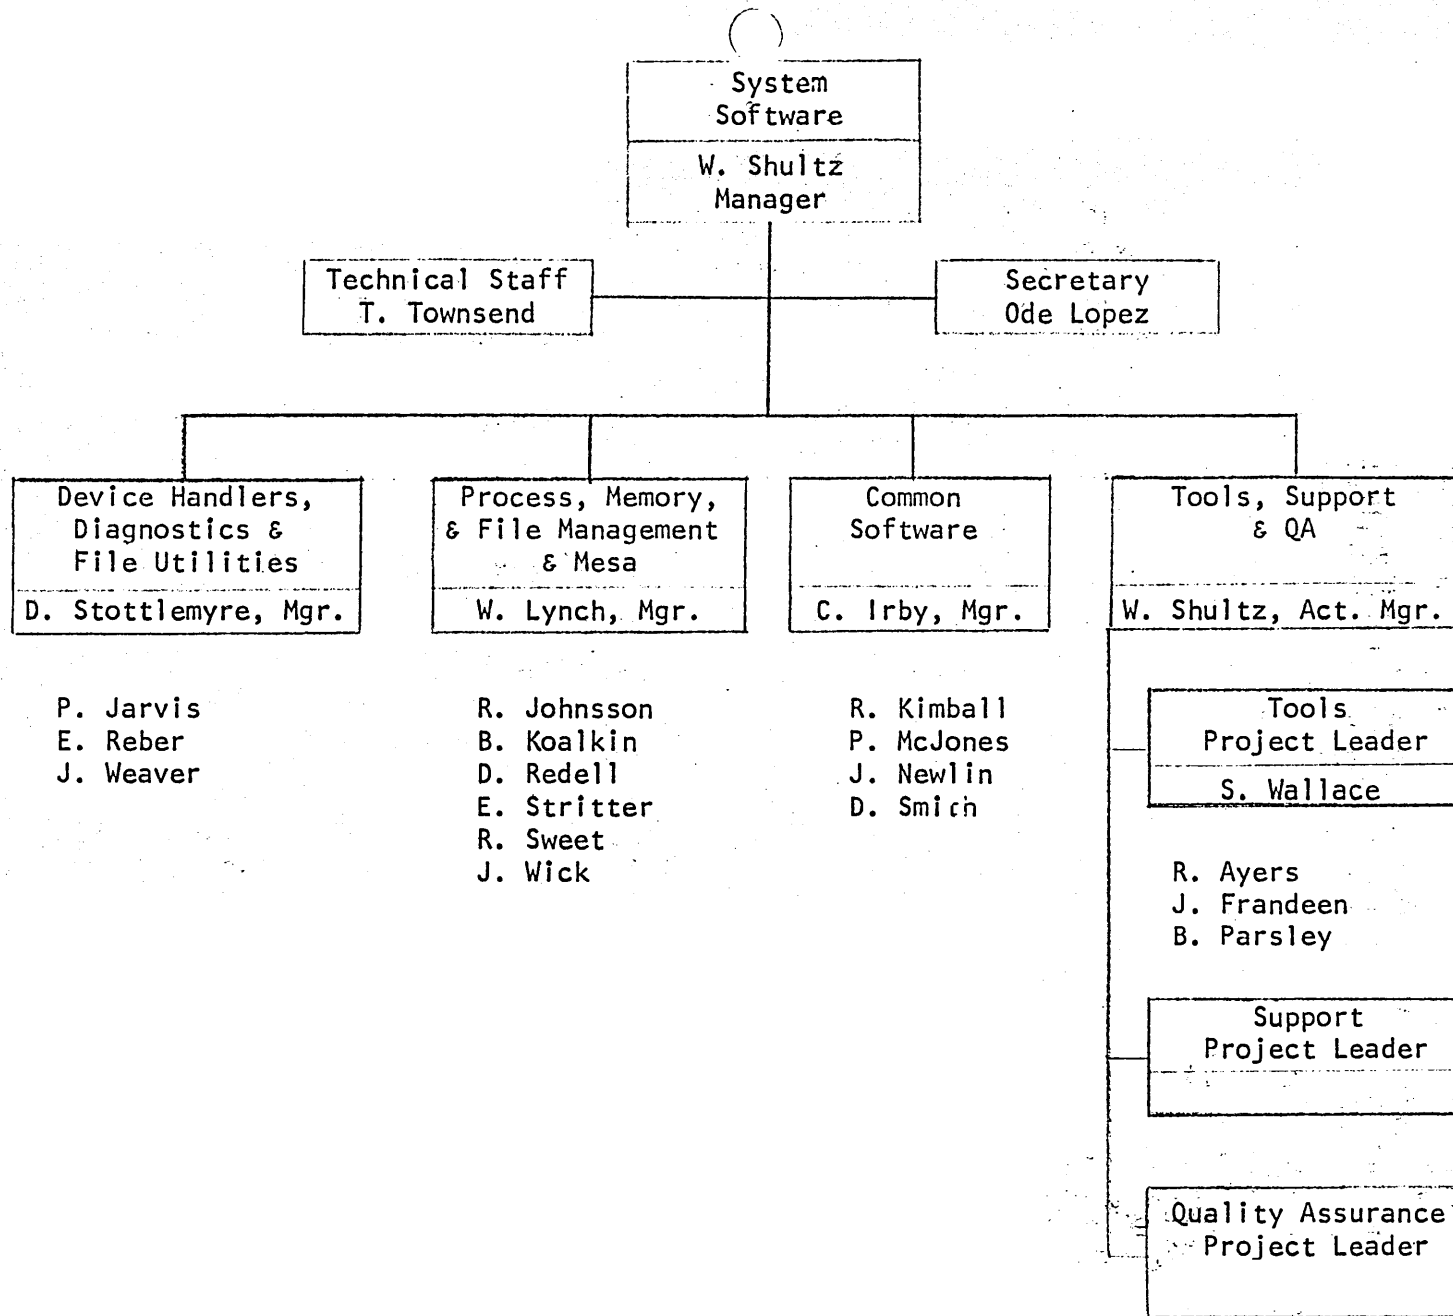 System
Software
W. Shultz
Manager
Technical Staff
T. Townsend
Secretary
Ode Lopez
Device Handlers,
Diagnostics &
File Utilities
D. Stottlemyre, Mgr.
Process, Memory,
& File Management
& Mesa
W. Lynch, Mgr.
Common
Software
C. Irby, Mgr.
Tools, Support
& QA
W. Shultz, Act. Mgr.
P. Jarvis
E. Reber
J. Weaver
R. Johnsson
B. Koalkin
D. Redell
E. Stritter
R. Sweet
J. Wick
R. Kimball
P. McJones
J. Newlin
D. Smith
Tools
Project Leader
S. Wallace
R. Ayers
J. Frandeen
B. Parsley
Support
Project Leader
Quality Assurance
Project Leader